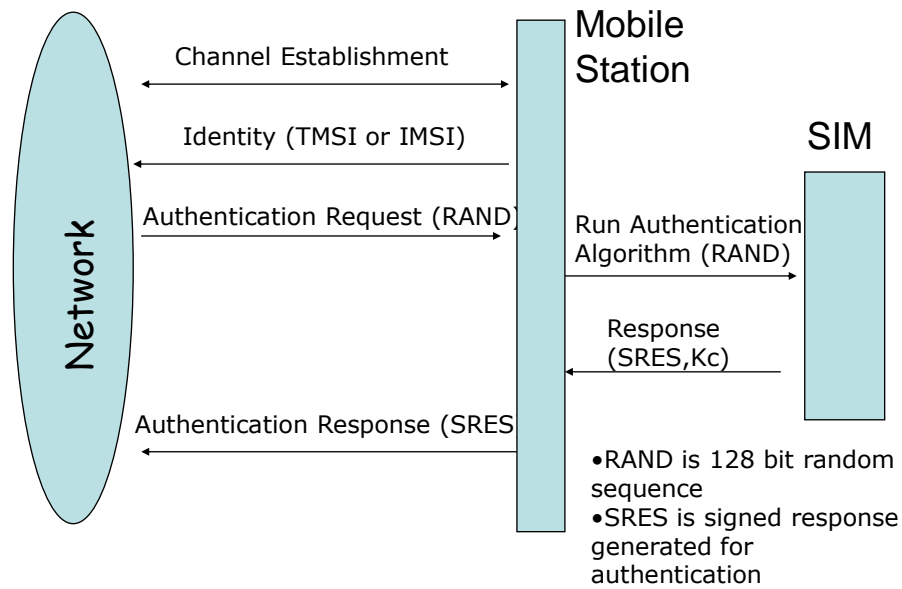 Mobile
Station
Channel Establishment
Identity (TMSI or IMSI)
SIM
Network
Authentication Request (RAND)
Run Authentication
Algorithm (RAND)
Response
(SRES,Kc)
Authentication Response (SRES
•RAND is 128 bit random
sequence
•SRES is signed response
generated for
authentication